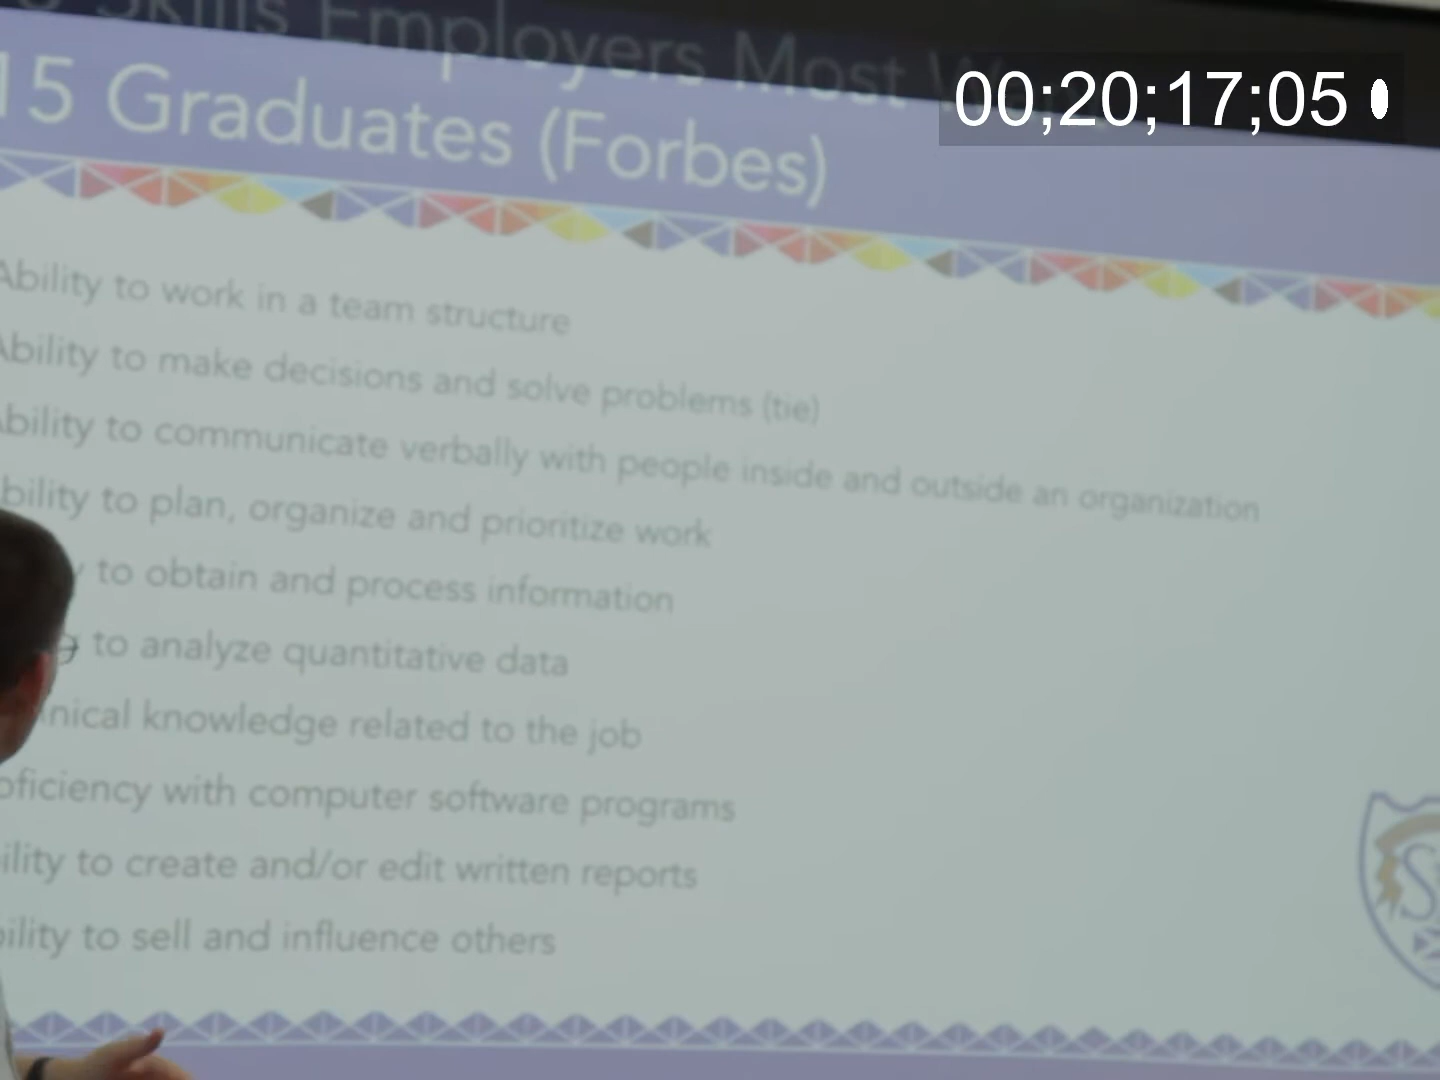 Skills Employers Most
00;20;17;05
15 Graduates (Forbes)
Ability to work in a team structure
Ability to make decisions and solve problems (tie)
Ability to communicate verbally with people inside and outside an organization
bility to plan, organize and prioritize work
y to obtain and process information
to analyze quantitative data
nical knowledge related to the job
oficiency with computer software programs
ility to create and/or edit written reports
ility to sell and influence others